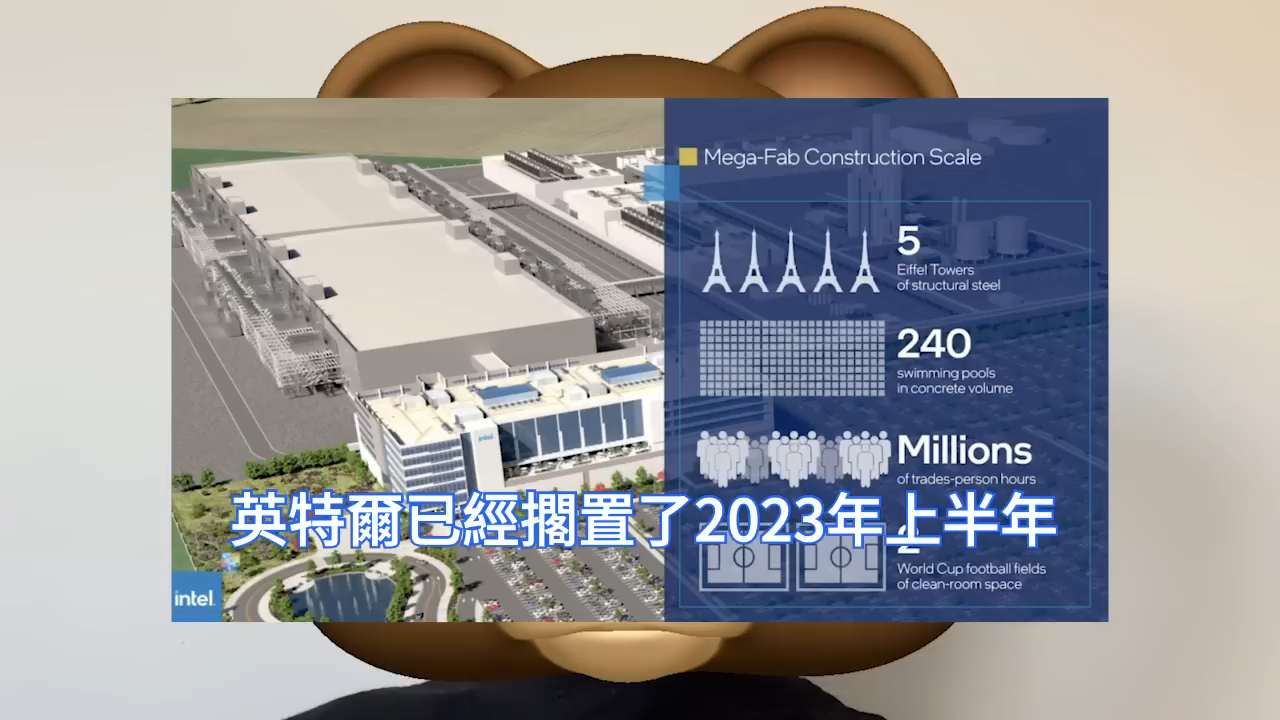 Mega-Fab Construction Scale
5
Eiffel Towers
of structural steel
240
swimming pools
in concrete volume
Millions
of trades-person hours
英特爾已經擱置了2023年上半年
2
World Cup football fields
of clean-room space
intel
intel